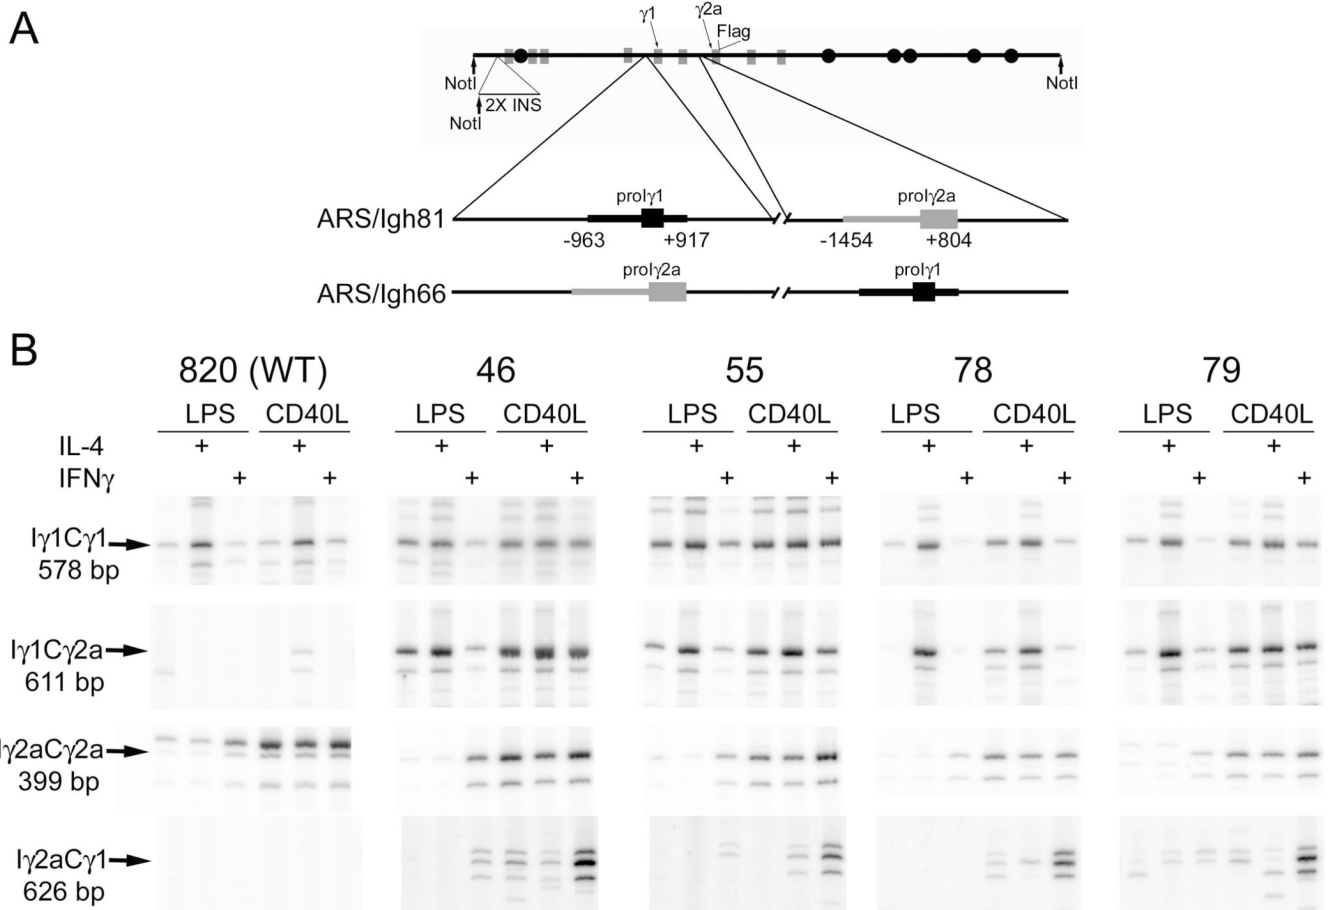 A
γ1
γ2a
Flag
NotI
2X INS
NotI
NotI
proIγ1
proIγ2a
ARS/Igh81
-963
+917
-1454
+804
proIγ2a
proIγ1
ARS/Igh66
B
820 (WT) 46 55 78 79
LPS CD40L LPS CD40L LPS CD40L LPS CD40L LPS CD40L
IL-4 + + + + + + + + + +
IFNγ + + + + + + + + + +
Iγ1Cγ1
578 bp
Iγ1Cγ2a
611 bp
γ2aCγ2a
399 bp
Iγ2aCγ1
626 bp